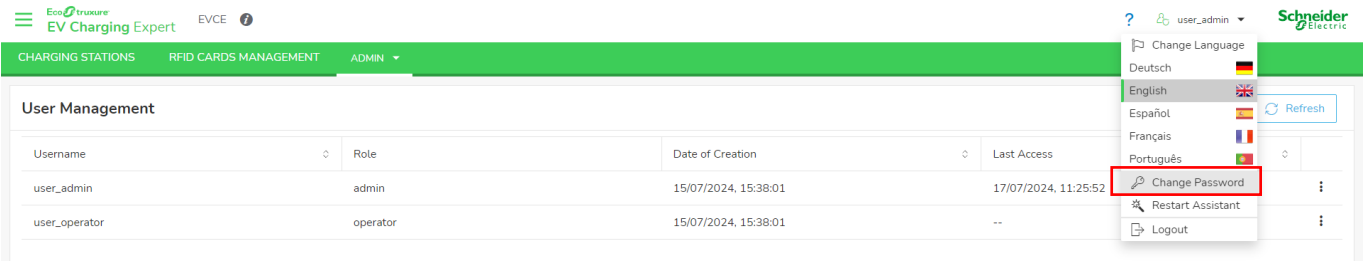 EcoStruxure
EV Charging Expert
EVCE
? user_admin
Schneider
Electric
CHARGING STATIONS RFID CARDS MANAGEMENT ADMIN
Change Language
Deutsch
English
Español
Français
Português
Change Password
Restart Assistant
Logout
User Management
Refresh
Username Role Date of Creation Last Access
user_admin admin 15/07/2024, 15:38:01 17/07/2024, 11:25:52
user_operator operator 15/07/2024, 15:38:01 --